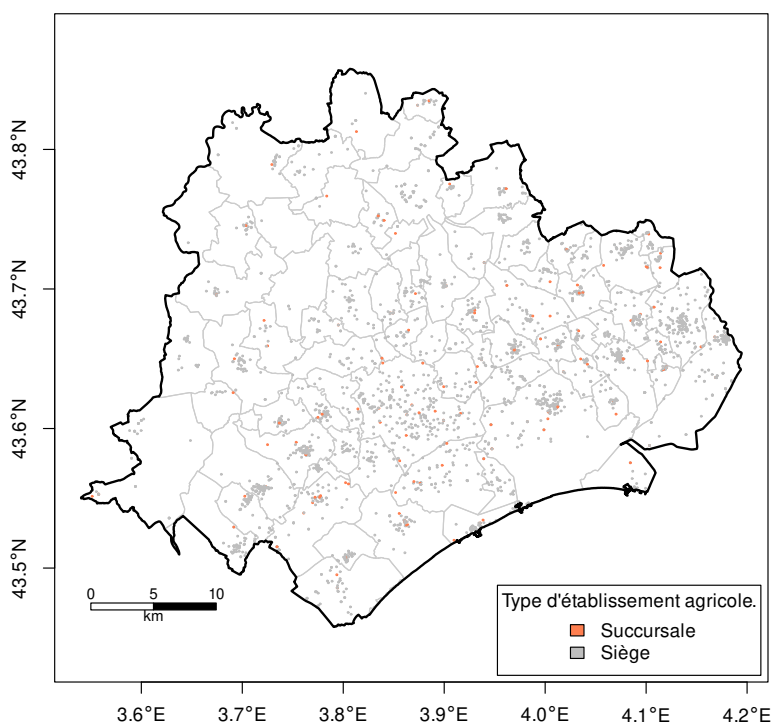 43.8°N
43.7°N
43.6°N
43.5°N
0 5 10
km
Type d'établissement agricole.
Succursale
Siège
3.6°E 3.7°E 3.8°E 3.9°E 4.0°E 4.1°E 4.2°E